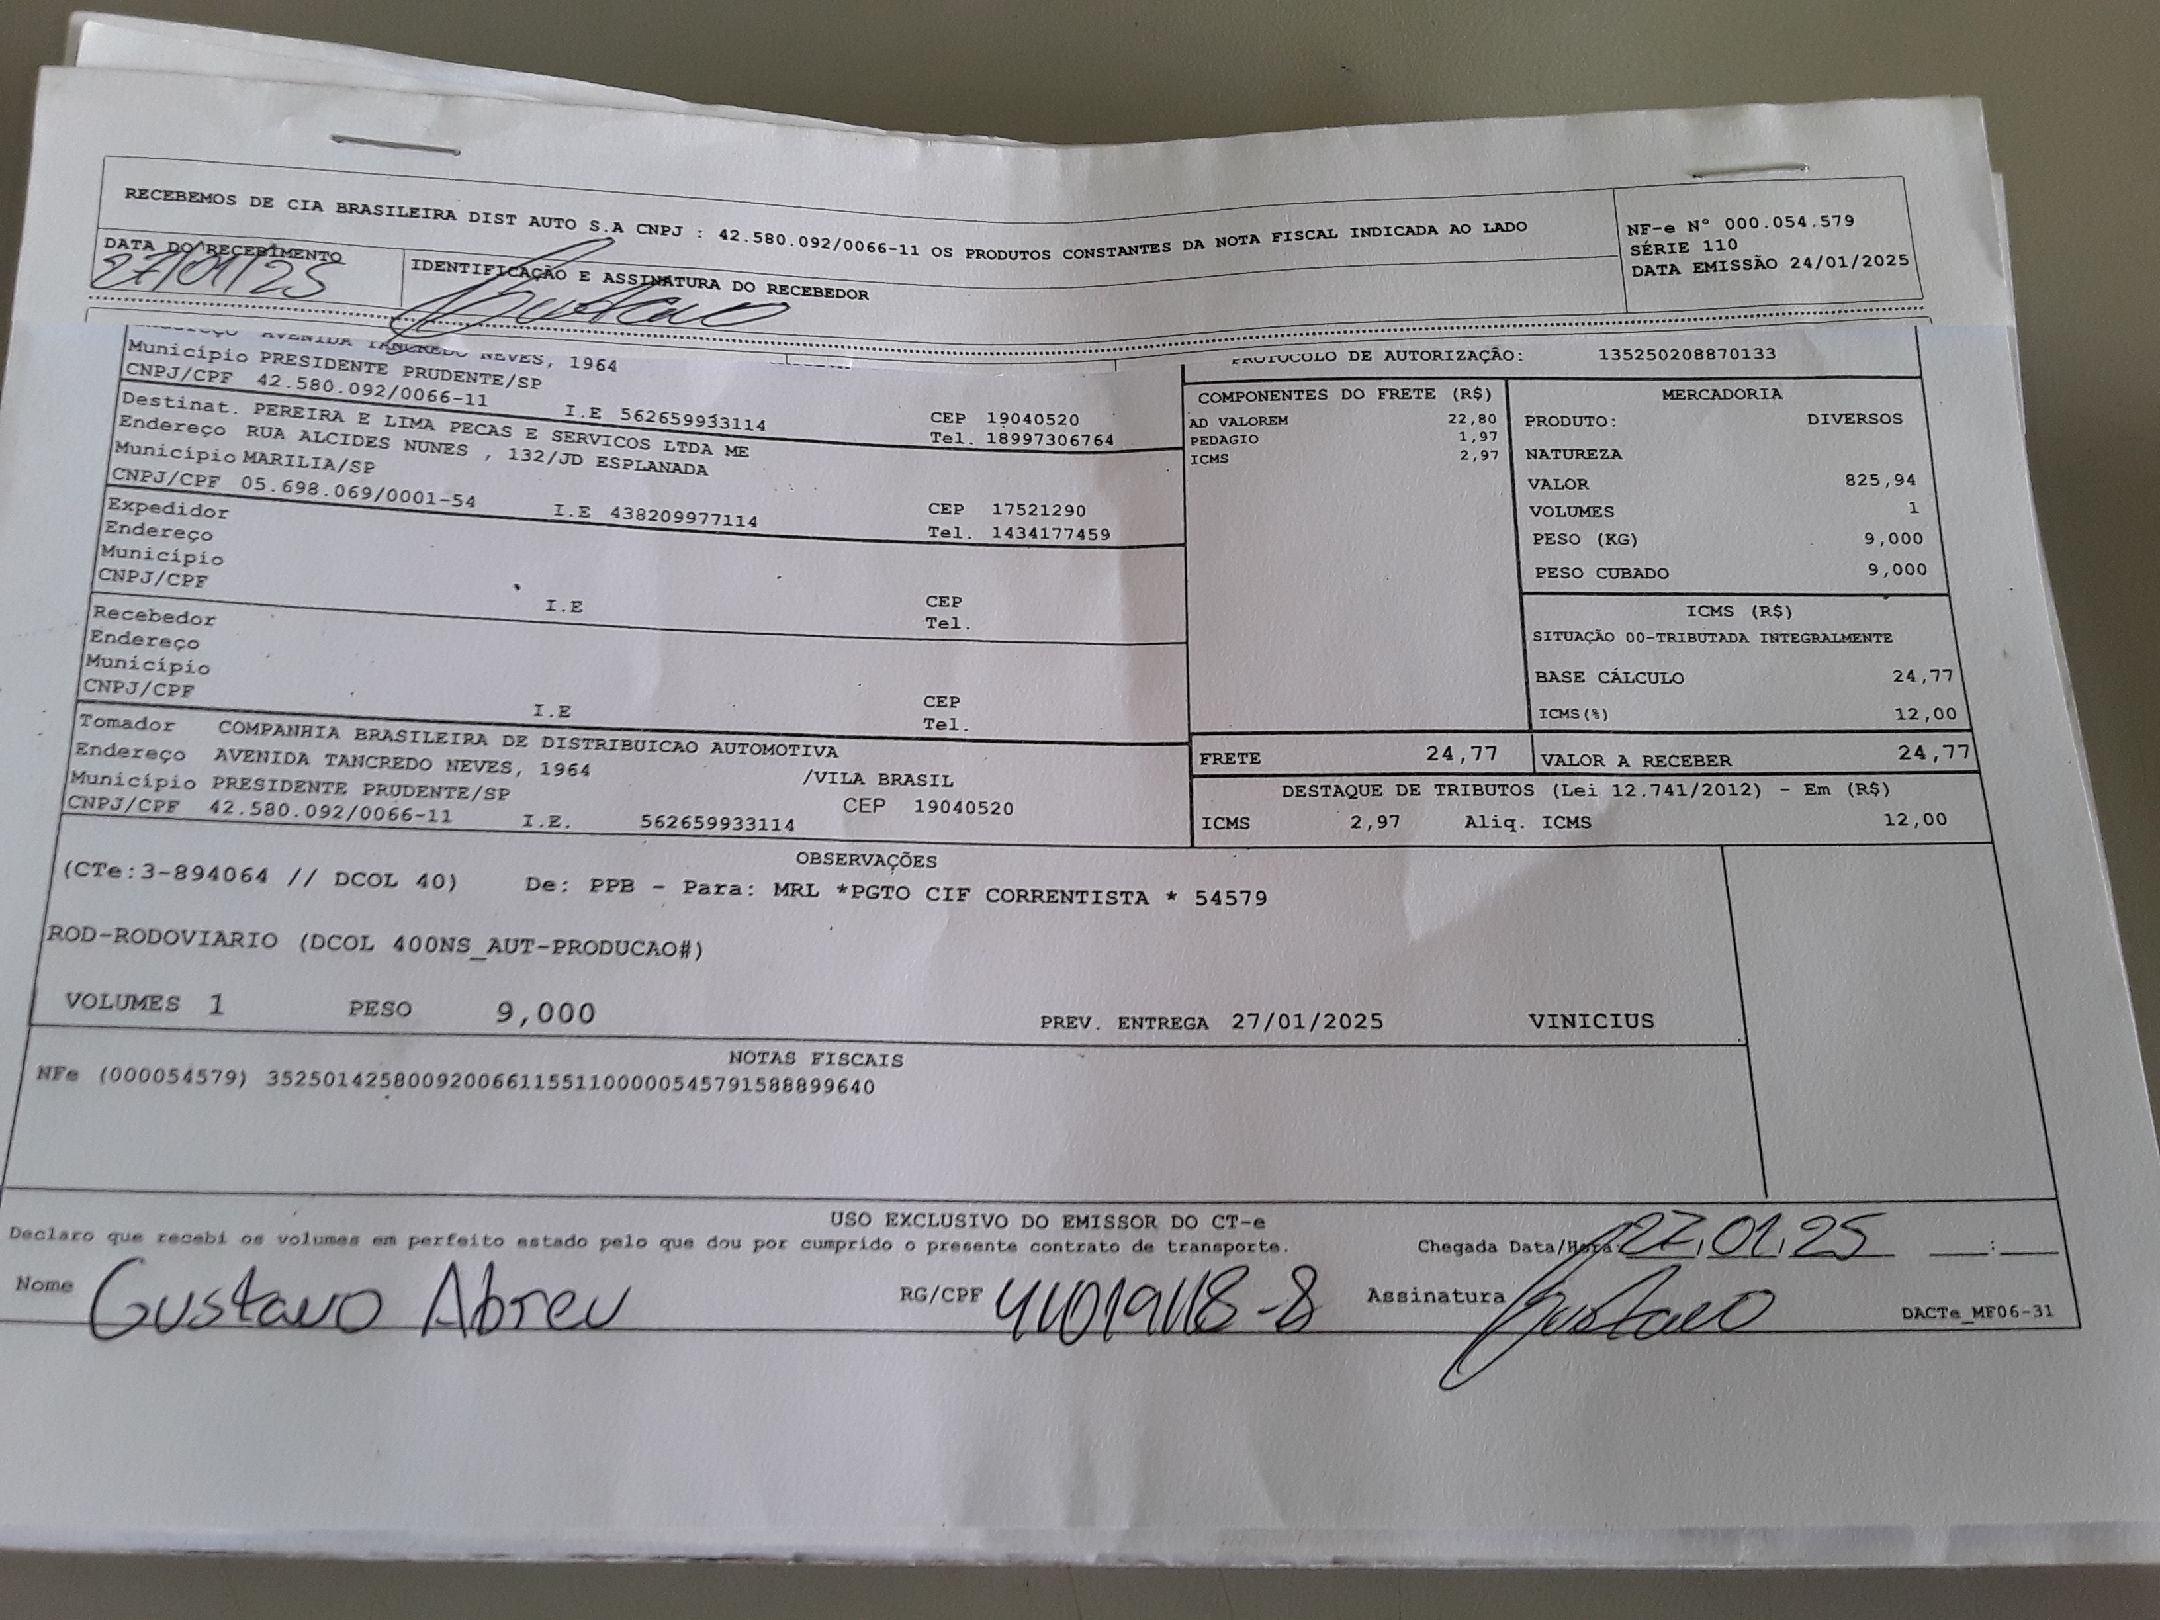 RECEBEMOS DE CIA BRASILEIRA DIST AUTO S.A CNPJ : 42.580.092/0066-11 OS PRODUTOS CONSTANTES DA NOTA FISCAL INDICADA AO LADO
NF-e Nº 000.054.579
SÉRIE 110
DATA EMISSÃO 24/01/2025
DATA DO RECEBIMENTO
27/01/25
IDENTIFICAÇÃO E ASSINATURA DO RECEBEDOR
Gustavo
AVENIDA TANCREDO NEVES, 1964
Município PRESIDENTE PRUDENTE/SP
CNPJ/CPF 42.580.092/0066-11 I.E 562659933114 CEP 19040520
Tel. 18997306764
Destinat. PEREIRA E LIMA PECAS E SERVICOS LTDA ME
Endereço RUA ALCIDES NUNES , 132/JD ESPLANADA
Município MARILIA/SP CEP 17521290
CNPJ/CPF 05.698.069/0001-54 I.E 438209977114 Tel. 1434177459
Expedidor
Endereço
Município CEP
CNPJ/CPF I.E Tel.
Recebedor
Endereço
Município CEP
CNPJ/CPF I.E Tel.
Tomador COMPANHIA BRASILEIRA DE DISTRIBUICAO AUTOMOTIVA
Endereço AVENIDA TANCREDO NEVES, 1964 /VILA BRASIL
Município PRESIDENTE PRUDENTE/SP CEP 19040520
CNPJ/CPF 42.580.092/0066-11 I.E. 562659933114
PROTOCOLO DE AUTORIZAÇÃO: 135250208870133
COMPONENTES DO FRETE (R$)
AD VALOREM 22,80
PEDAGIO 1,97
ICMS 2,97
MERCADORIA
PRODUTO: DIVERSOS
NATUREZA
VALOR 825,94
VOLUMES 1
PESO (KG) 9,000
PESO CUBADO 9,000
ICMS (R$)
SITUAÇÃO 00-TRIBUTADA INTEGRALMENTE
BASE CÁLCULO 24,77
ICMS(%) 12,00
FRETE 24,77 VALOR A RECEBER 24,77
DESTAQUE DE TRIBUTOS (Lei 12.741/2012) - Em (R$)
ICMS 2,97 Aliq. ICMS 12,00
OBSERVAÇÕES
(CTe:3-894064 // DCOL 40) De: PPB - Para: MRL *PGTO CIF CORRENTISTA * 54579
ROD-RODOVIARIO (DCOL 400NS_AUT-PRODUCAO#)
VOLUMES 1 PESO 9,000 PREV. ENTREGA 27/01/2025 VINICIUS
NOTAS FISCAIS
NFe (000054579) 35250142580092006611551100000545791588899640
USO EXCLUSIVO DO EMISSOR DO CT-e
Declaro que recebi os volumes em perfeito estado pelo que dou por cumprido o presente contrato de transporte. Chegada Data/Hora: 27,01,25 ___:___
Nome Gustavo Abreu RG/CPF Assinatura Gustavo DACTe_MF06-31